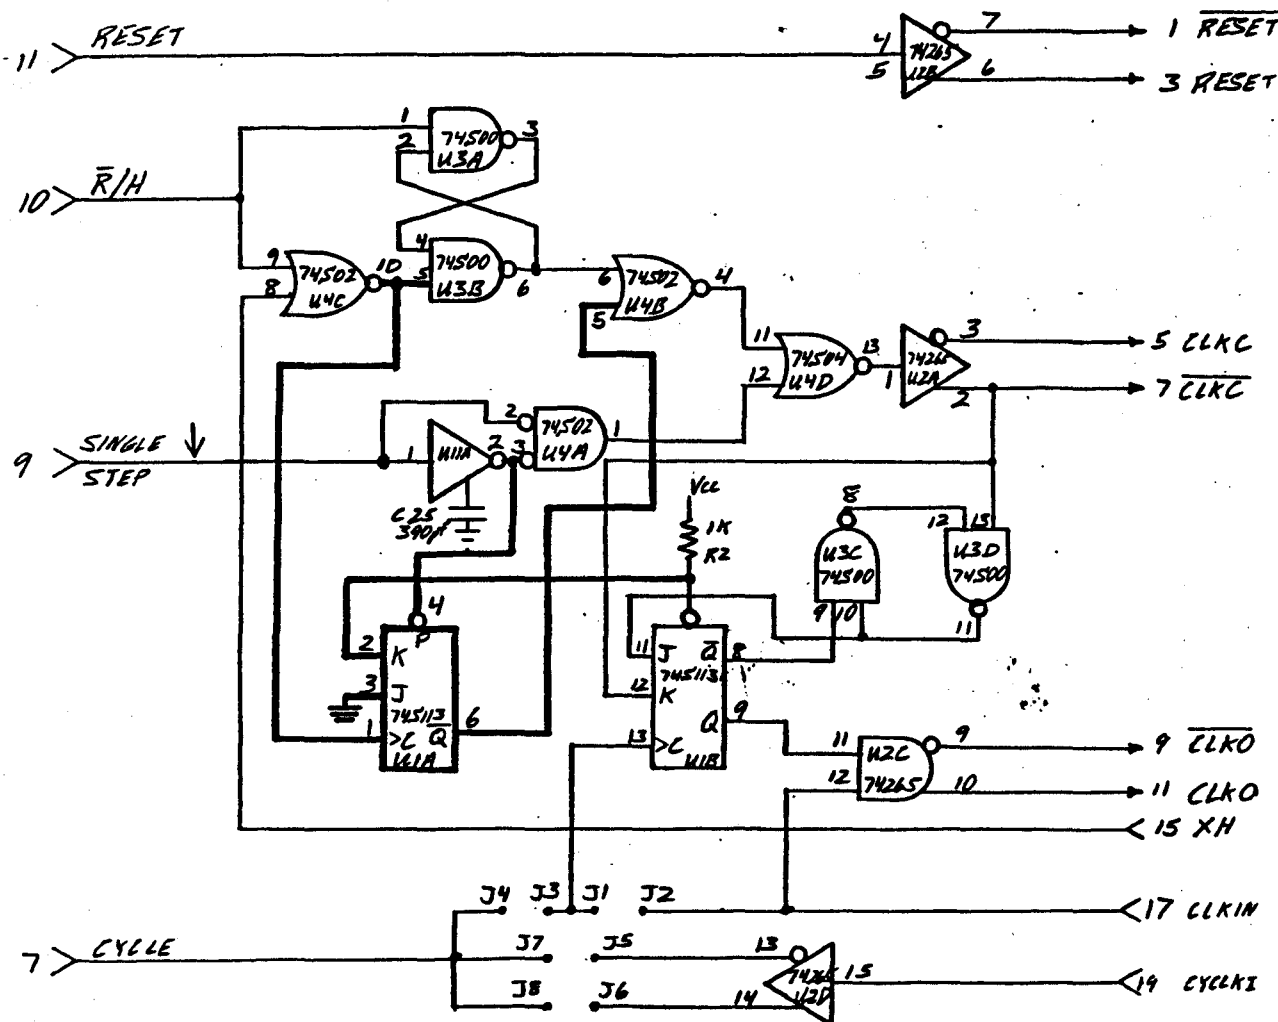 11 RESET
4 5 74265 12B 7 6
1 RESET
3 RESET
1 2 74S00 U3A 3
10 R/H
9 8 74S02 U4C 10
4 5 74S00 U3B 6
6 5 74S02 U4B 4
11 12 74S04 U4D 13
1 74265 U2A 3 2
5 CLKC
7 CLKC
9 SINGLE STEP
1 U11A 2
2 3 74S02 U4A 1
C25
390pf
Vcc
1K
R2
8 U3C 74S00 9 10
12 13 U3D 74S00 11
4 P
2 K
3 J
74S113 Q 6
1 >C U1A
11 J Q 8
74S113
12 K
Q 9
13 >C U1B
11 12 U2C 74265 9 10
9 CLKO
11 CLKO
15 XH
J4 J3 J1 J2
17 CLKIN
7 CYCLE
J7 J5 13
74265 U2D 15
19 CYCLKI
J8 J6 14